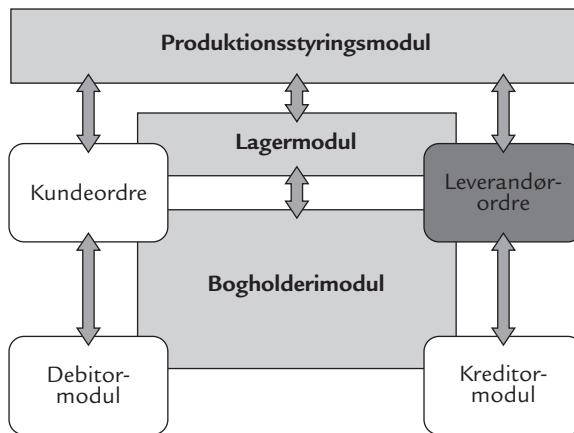 Produktionsstyringsmodul
Lagermodul
Kundeordre
Leverandør-
ordre
Bogholderimodul
Debitor-
modul
Kreditor-
modul